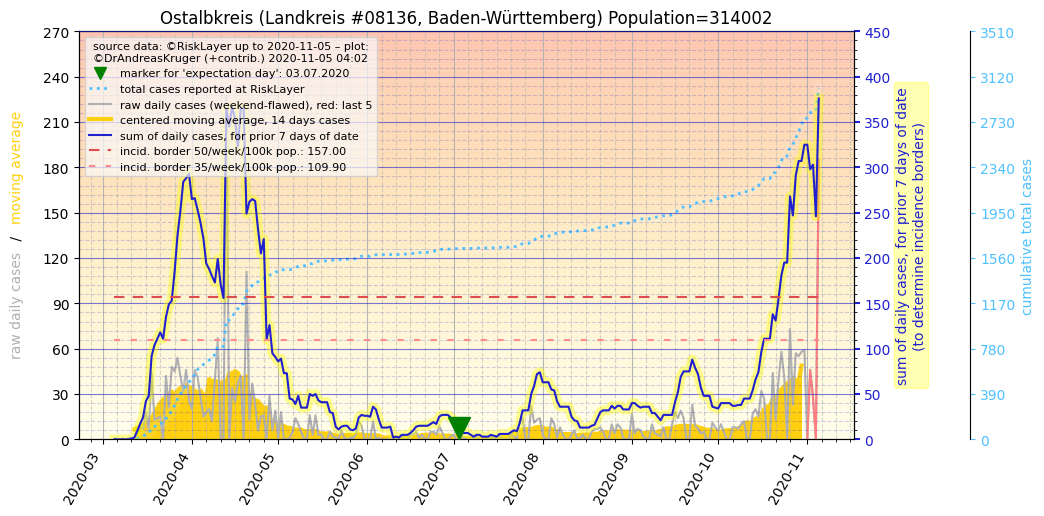 Ostalbkreis (Landkreis #08136, Baden-Württemberg) Population=314002
source data: ©RiskLayer up to 2020-11-05 – plot:
©DrAndreasKruger (+contrib.) 2020-11-05 04:02
marker for 'expectation day': 03.07.2020
total cases reported at RiskLayer
raw daily cases (weekend-flawed), red: last 5
centered moving average, 14 days cases
sum of daily cases, for prior 7 days of date
incid. border 50/week/100k pop.: 157.00
incid. border 35/week/100k pop.: 109.90
raw daily cases / moving average
270
240
210
180
150
120
90
60
30
0
2020-03
2020-04
2020-05
2020-06
2020-07
2020-08
2020-09
2020-10
2020-11
450
400
350
300
250
200
150
100
50
0
sum of daily cases, for prior 7 days of date
(to determine incidence borders)
3510
3120
2730
2340
1950
1560
1170
780
390
0
cumulative total cases